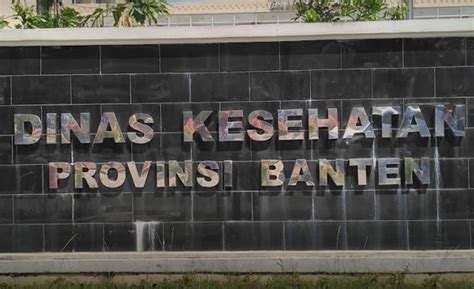 DINAS KESEHATAN
PROVINSI BANTEN